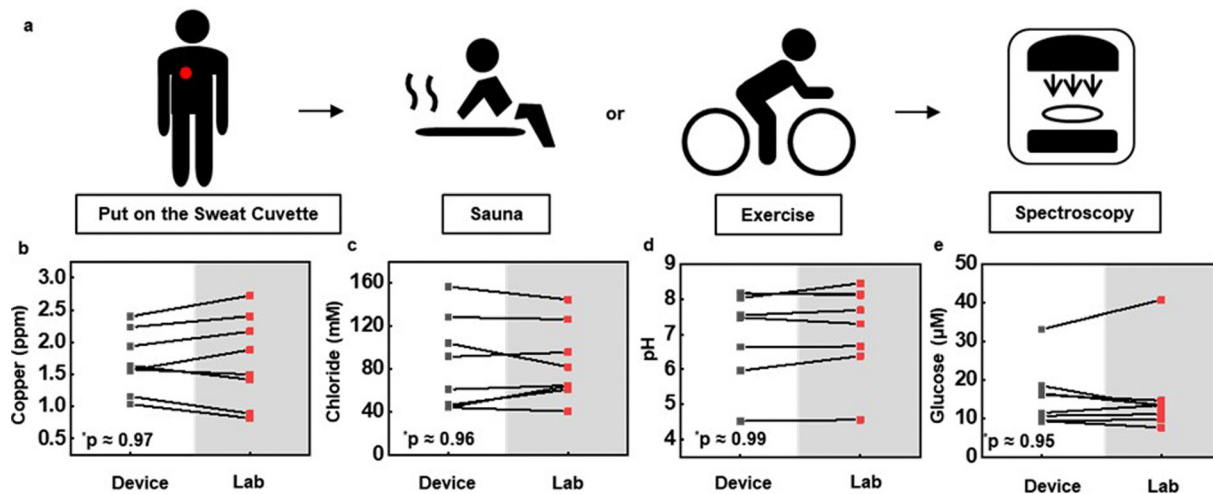 a
or
Put on the Sweat Cuvette
Sauna
Exercise
Spectroscopy
b
Copper (ppm)
3.0
2.5
2.0
1.5
1.0
0.5
*p ≈ 0.97
Device
Lab
c
Chloride (mM)
160
120
80
40
0
*p ≈ 0.96
Device
Lab
d
pH
9
8
7
6
5
4
*p ≈ 0.99
Device
Lab
e
Glucose (µM)
50
40
30
20
10
0
*p ≈ 0.95
Device
Lab